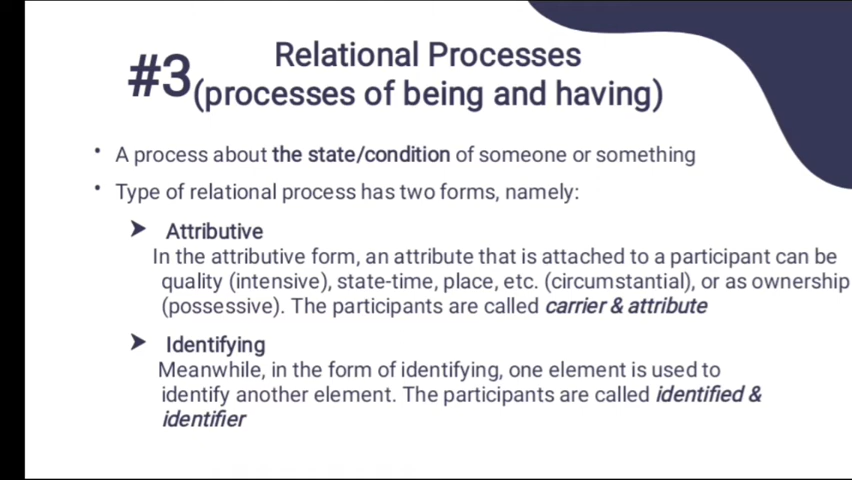 #3
Relational Processes
(processes of being and having)
• A process about the state/condition of someone or something
• Type of relational process has two forms, namely:
➤ Attributive
In the attributive form, an attribute that is attached to a participant can be
quality (intensive), state-time, place, etc. (circumstantial), or as ownership
(possessive). The participants are called carrier & attribute
➤ Identifying
Meanwhile, in the form of identifying, one element is used to
identify another element. The participants are called identified &
identifier